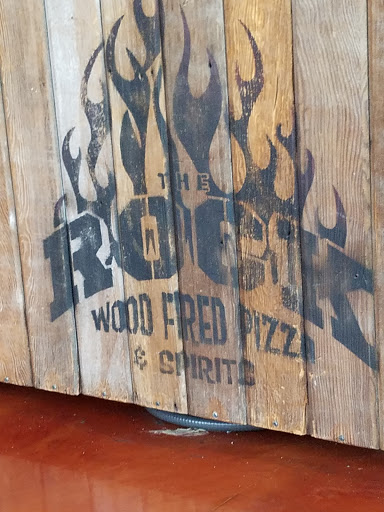 THE
ROCK
WOOD FIRED PIZZA
& SPIRITS